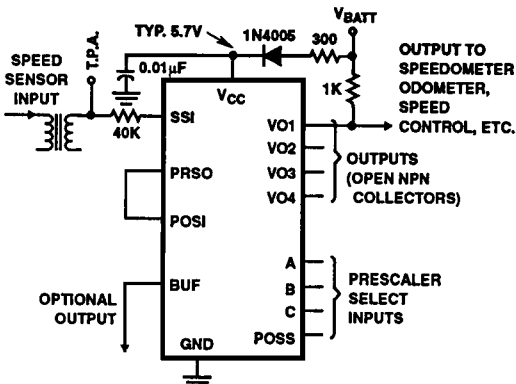 TYP. 5.7V
1N4005
300
VBATT
SPEED
SENSOR
INPUT
T.P.A.
0.01µF
1K
OUTPUT TO
SPEEDOMETER
ODOMETER,
SPEED
CONTROL, ETC.
40K
VCC
SSI
VO1
VO2
VO3
VO4
OUTPUTS
(OPEN NPN
COLLECTORS)
PRSO
POSI
BUF
OPTIONAL
OUTPUT
A
B
C
POSS
PRESCALER
SELECT
INPUTS
GND